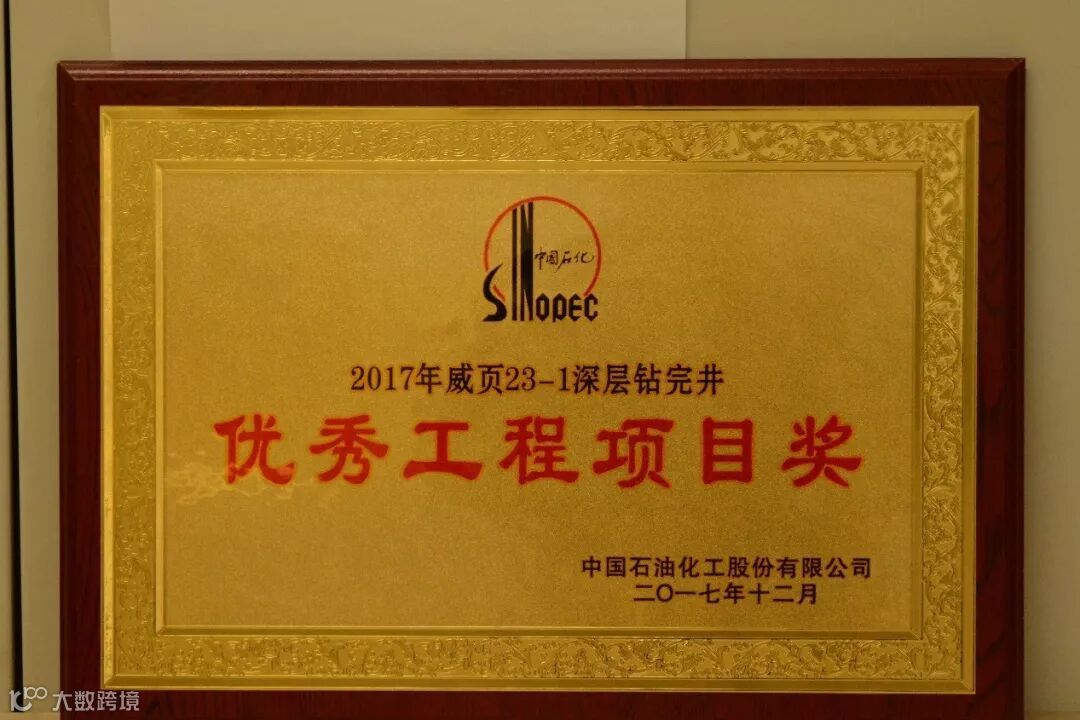 中国石化
SINOPEC
2017年威页23-1深层钻完井
优秀工程项目奖
中国石油化工股份有限公司
二〇一七年十二月
大数跨境